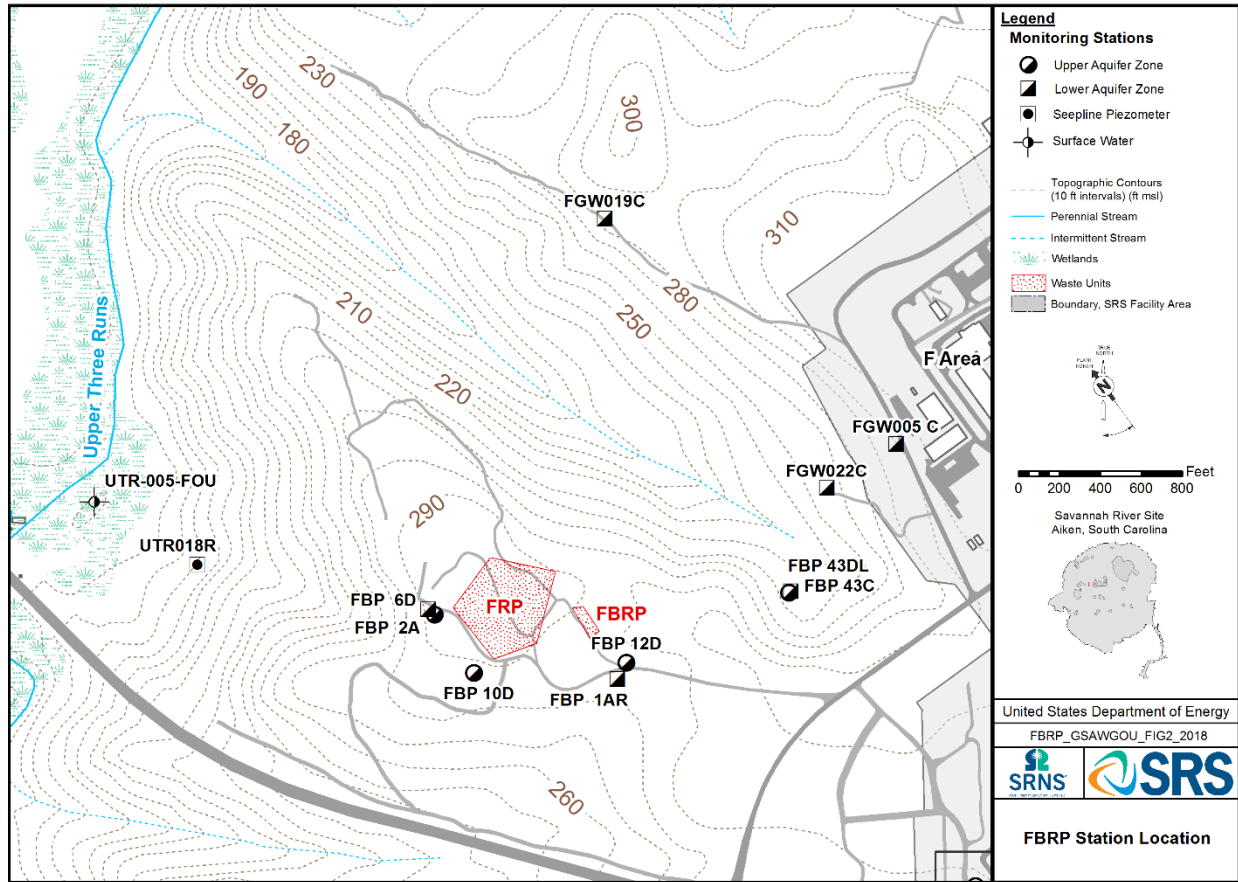 230
190
180
300
FGW019C
310
280
250
210
220
Upper Three Runs
F Area
FGW005 C
FGW022C
UTR-005-FOU
290
UTR018R
FBP 43DL
FBP 43C
FBP 6D
FBP 2A
FRP
FBRP
FBP 12D
FBP 10D
FBP 1AR
260
Legend
Monitoring Stations
Upper Aquifer Zone
Lower Aquifer Zone
Seepline Piezometer
Surface Water
Topographic Contours
(10 ft intervals) (ft msl)
Perennial Stream
Intermittent Stream
Wetlands
Waste Units
Boundary, SRS Facility Area
TRUE
NORTH
PLANT
NORTH
N
Feet
0 200 400 600 800
Savannah River Site
Aiken, South Carolina
United States Department of Energy
FBRP_GSAWGOU_FIG2_2018
SRNS
SRS
FBRP Station Location